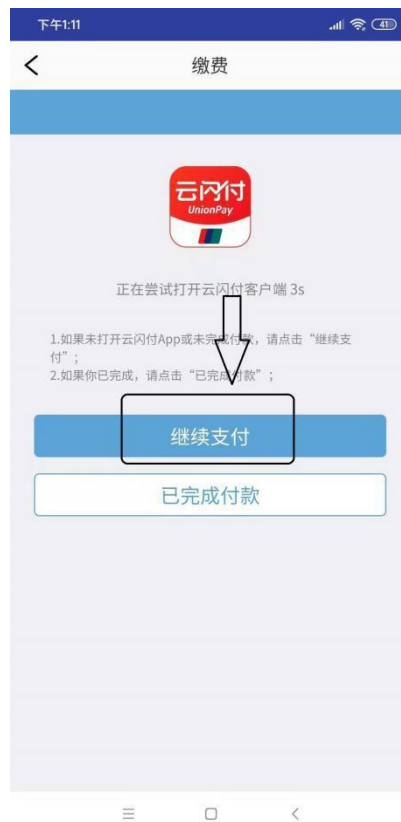 下午1:11
41
缴费
云闪付
UnionPay
正在尝试打开云闪付客户端 3s
1.如果未打开云闪付App或未完成付款，请点击“继续支
付”；
2.如果你已完成，请点击“已完成付款”；
继续支付
已完成付款